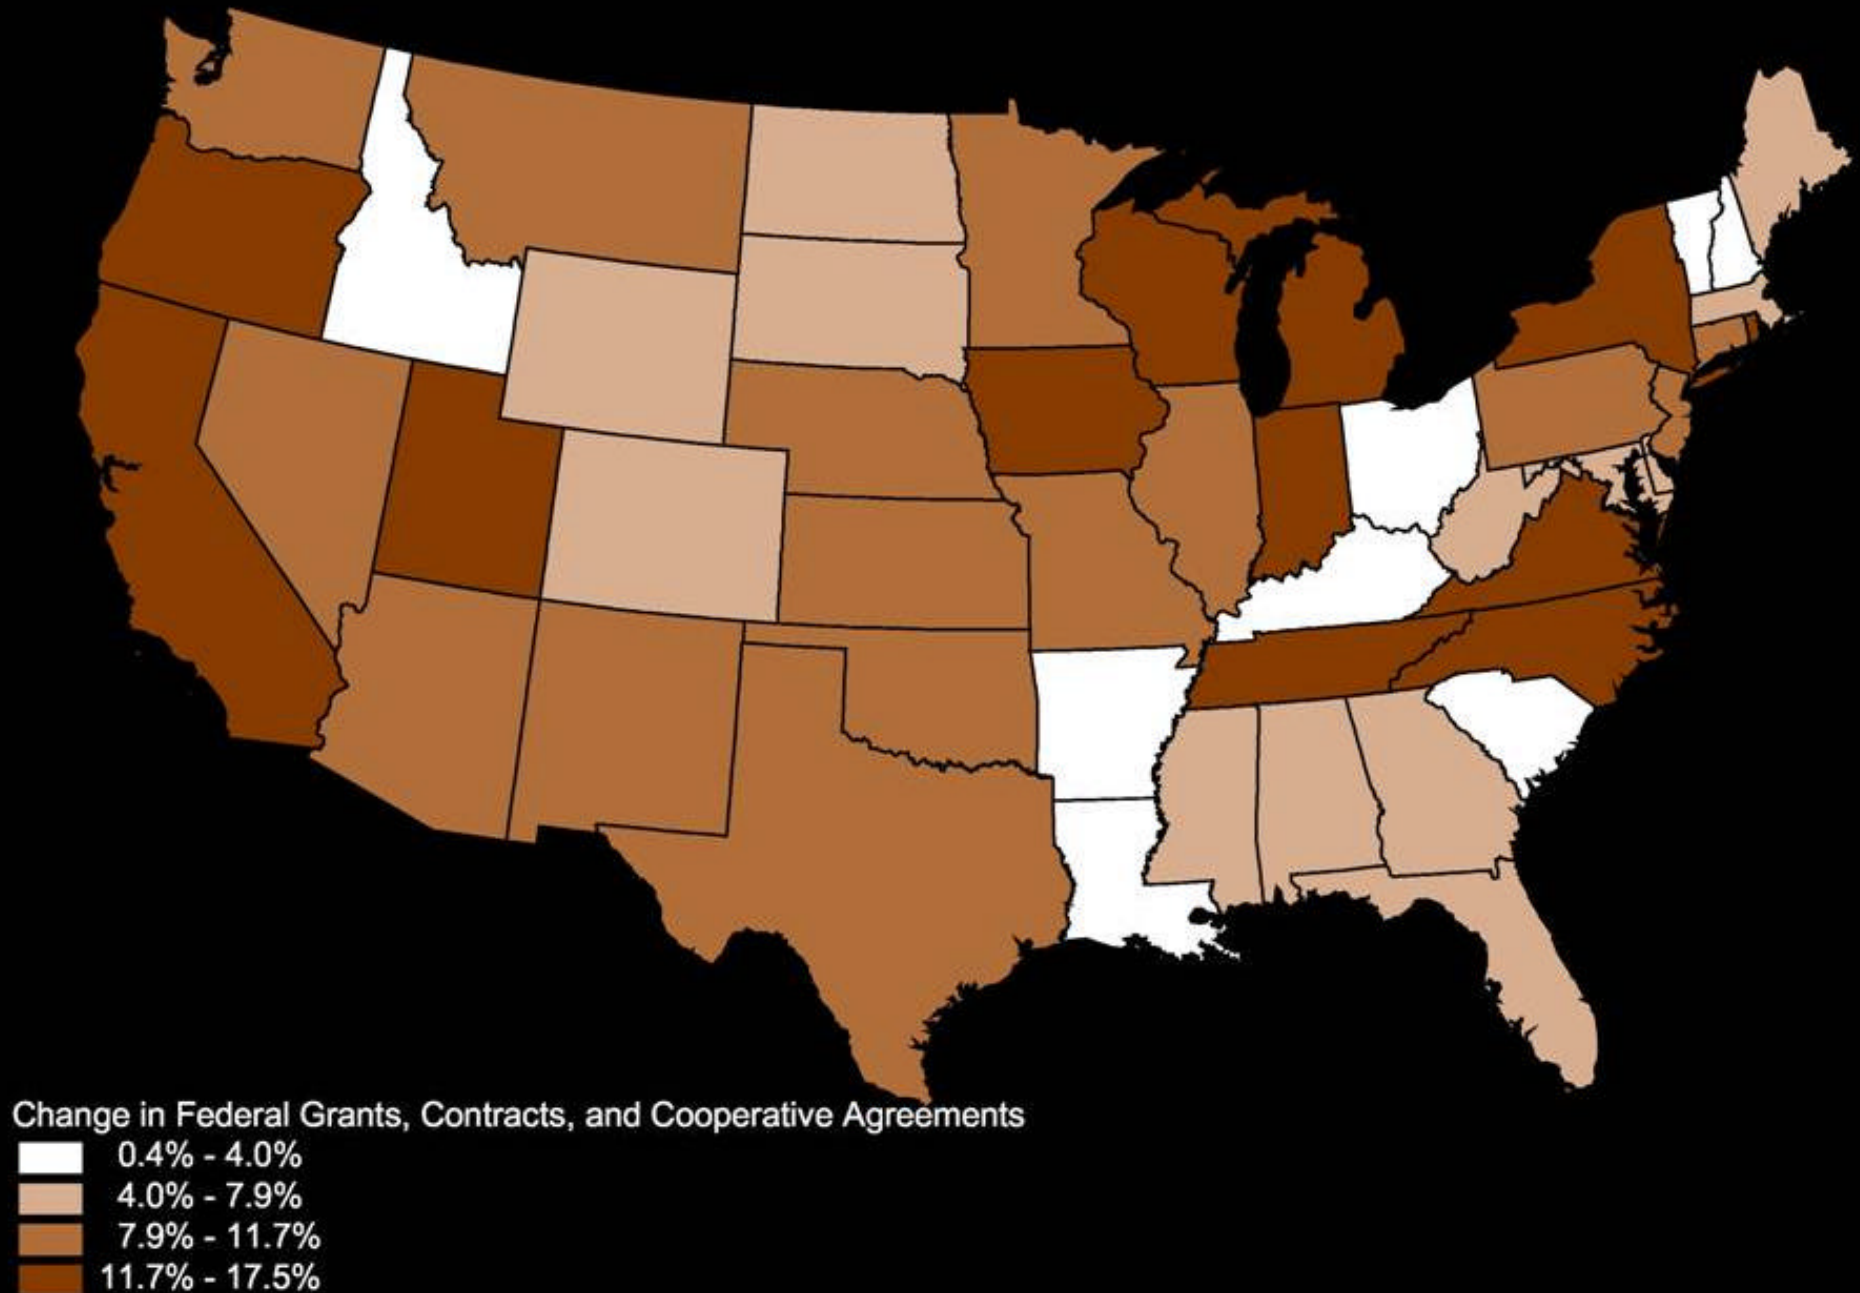 Change in Federal Grants, Contracts, and Cooperative Agreements
0.4% - 4.0%
4.0% - 7.9%
7.9% - 11.7%
11.7% - 17.5%